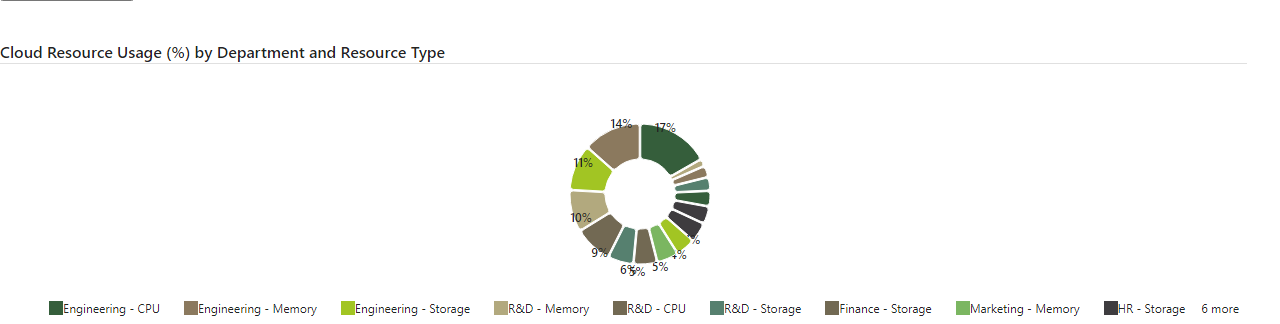 Cloud Resource Usage (%) by Department and Resource Type
14%
17%
11%
10%
9%
6%
5%
5%
4%
%
Engineering - CPU
Engineering - Memory
Engineering - Storage
R&D - Memory
R&D - CPU
R&D - Storage
Finance - Storage
Marketing - Memory
HR - Storage
6 more